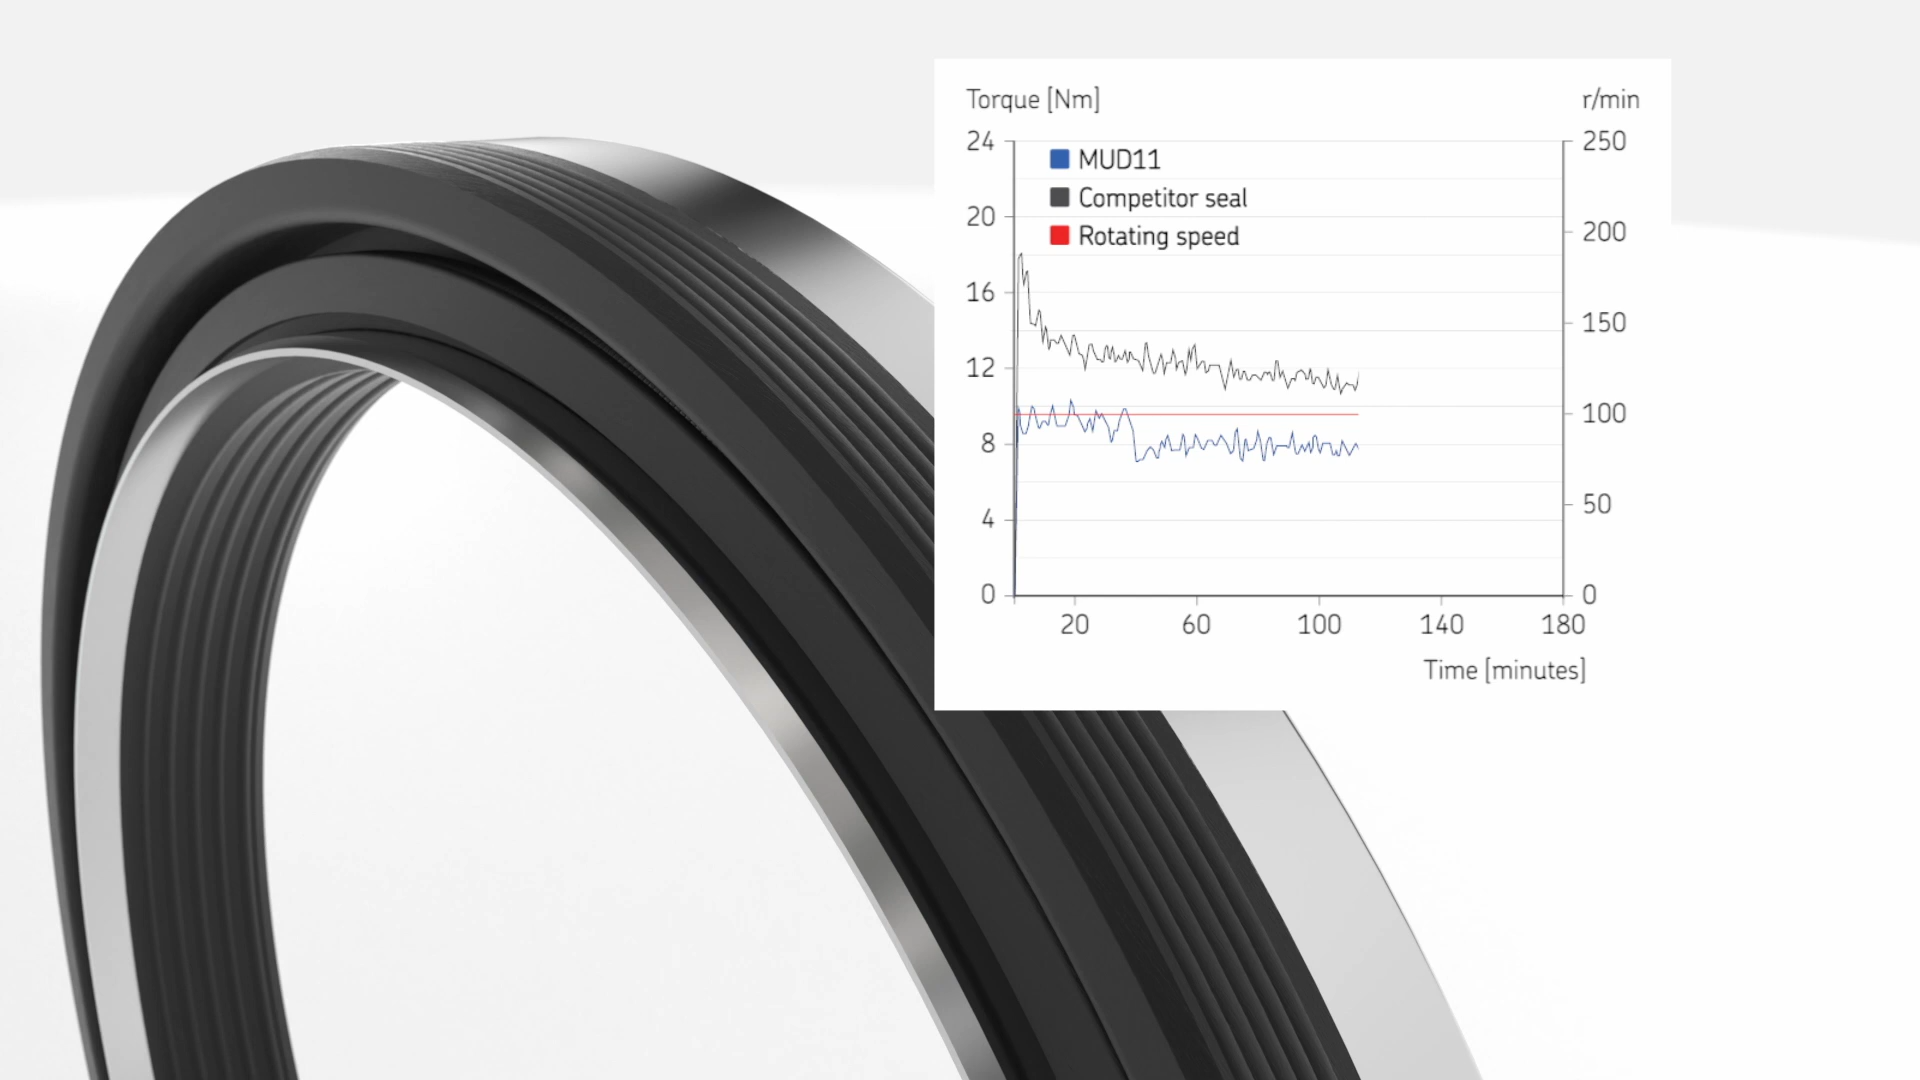 Torque [Nm]
r/min
24
250
MUD11
Competitor seal
20
200
Rotating speed
16
150
12
100
8
50
4
0
0
20 60 100 140 180
Time [minutes]